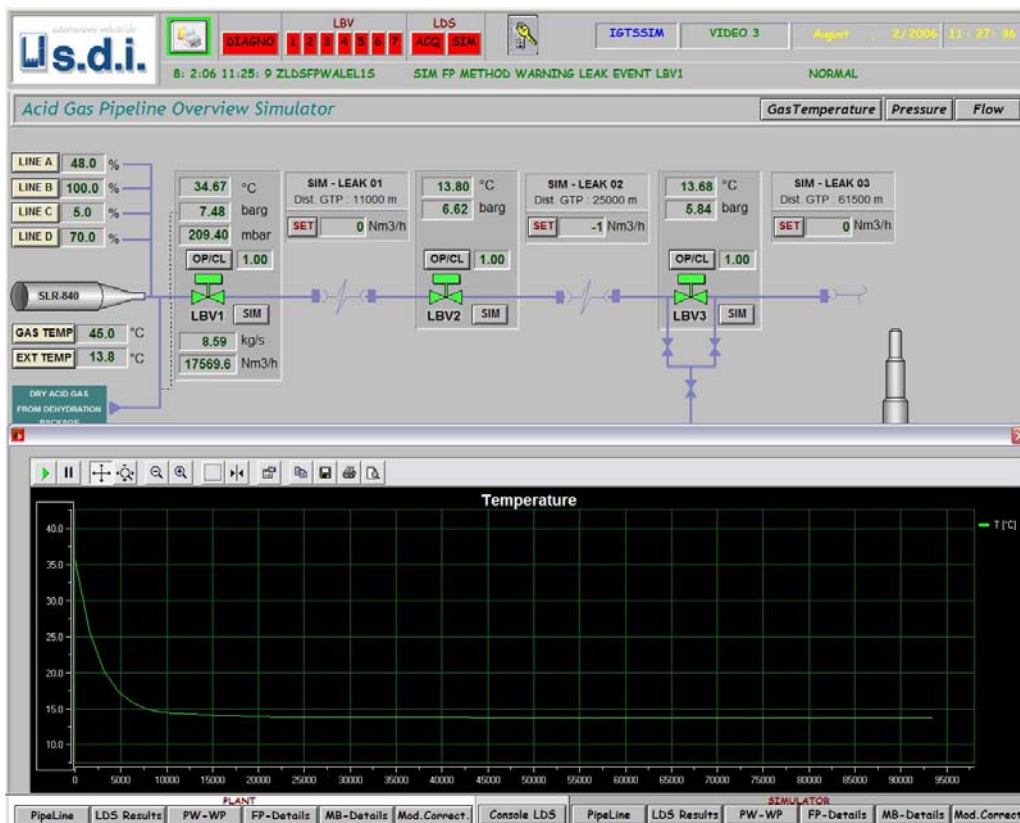 automazione industriale
s.d.i.
DIAGNO
LBV
1 2 3 4 5 6 7
LDS
ACQ SIM
IGTSSIM
VIDEO 3
August . 2/2006 11:27:36
8: 2:06 11:25: 9 ZLDSFPWALEL1S SIM FP METHOD WARNING LEAK EVENT LBV1 NORMAL
Acid Gas Pipeline Overview Simulator
GasTemperature Pressure Flow
LINE A 48.0 %
LINE B 100.0 %
LINE C 5.0 %
LINE D 70.0 %
SLR-840
GAS TEMP 45.0 °C
EXT TEMP 13.8 °C
DRY ACID GAS
FROM DEHYDRATION
PACKAGE
34.67 °C
7.48 barg
209.40 mbar
OP/CL 1.00
LBV1 SIM
8.59 kg/s
17569.6 Nm3/h
SIM - LEAK 01
Dist. GTP : 11000 m
SET 0 Nm3/h
13.80 °C
6.62 barg
OP/CL 1.00
LBV2 SIM
SIM - LEAK 02
Dist. GTP : 25000 m
SET -1 Nm3/h
13.68 °C
5.84 barg
OP/CL 1.00
LBV3 SIM
SIM - LEAK 03
Dist. GTP : 61500 m
SET 0 Nm3/h
Temperature
T [°C]
40.0
35.0
30.0
25.0
20.0
15.0
10.0
0 5000 10000 15000 20000 25000 30000 35000 40000 45000 50000 55000 60000 65000 70000 75000 80000 85000 90000 95000
PLANT
PipeLine LDS Results PW-WP FP-Details MB-Details Mod.Correct.
Console LDS
SIMULATOR
PipeLine LDS Results PW-WP FP-Details MB-Details Mod.Correct